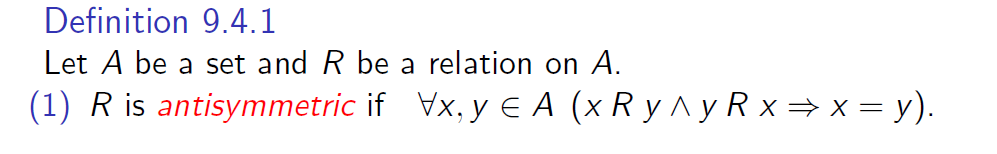 Definition 9.4.1
Let A be a set and R be a relation on A.
(1) R is antisymmetric if ∀x, y ∈ A (x R y ∧ y R x ⇒ x = y).